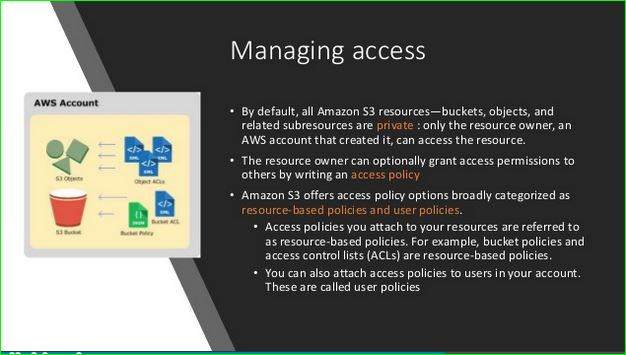 Managing access
AWS Account
S3 Objects
Object ACLs
S3 Bucket
Bucket Policy
Bucket ACL
• By default, all Amazon S3 resources—buckets, objects, and
related subresources are private : only the resource owner, an
AWS account that created it, can access the resource.
• The resource owner can optionally grant access permissions to
others by writing an access policy
• Amazon S3 offers access policy options broadly categorized as
resource-based policies and user policies.
• Access policies you attach to your resources are referred to
as resource-based policies. For example, bucket policies and
access control lists (ACLs) are resource-based policies.
• You can also attach access policies to users in your account.
These are called user policies